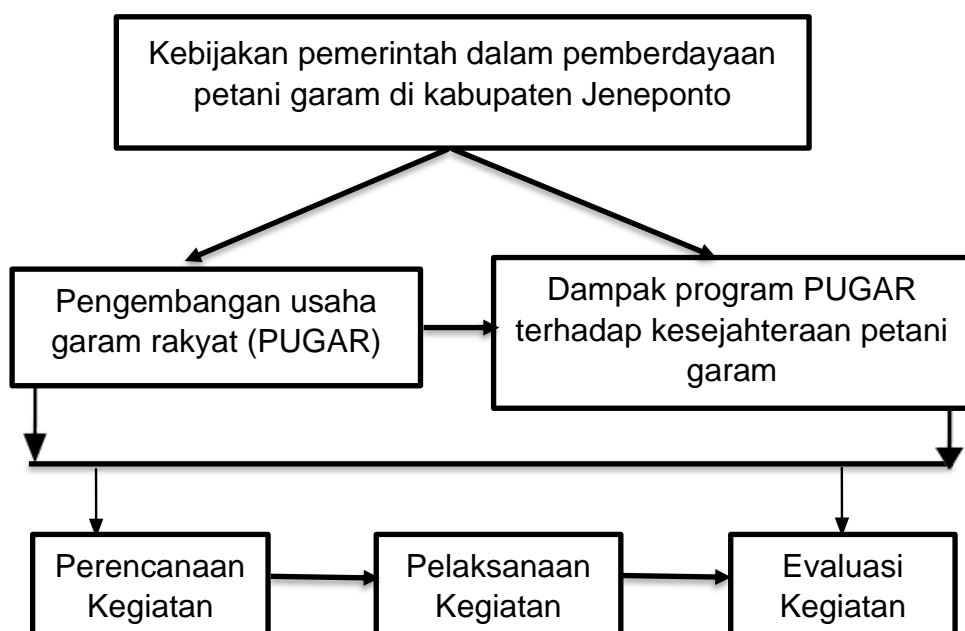 Kebijakan pemerintah dalam pemberdayaan
petani garam di kabupaten Jeneponto
Pengembangan usaha
garam rakyat (PUGAR)
Dampak program PUGAR
terhadap kesejahteraan petani
garam
Perencanaan
Kegiatan
Pelaksanaan
Kegiatan
Evaluasi
Kegiatan